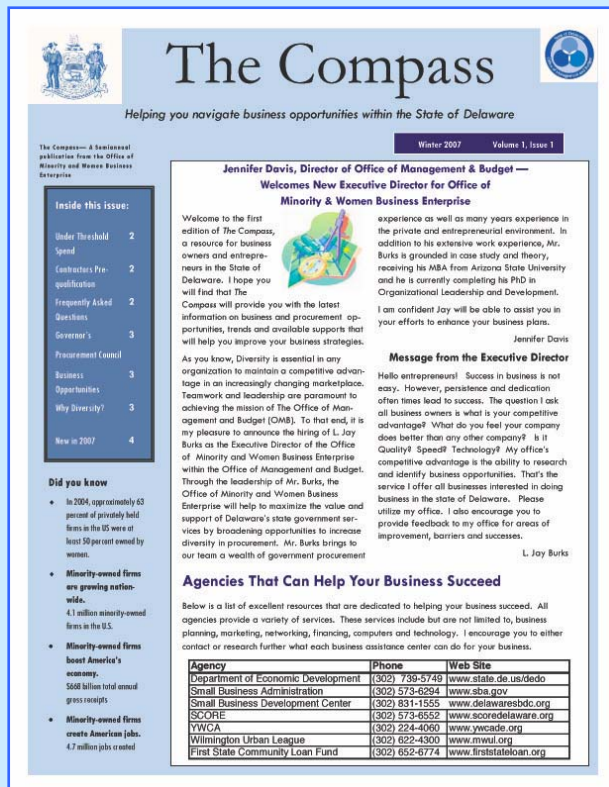 The Compass
Helping you navigate business opportunities within the State of Delaware
Winter 2007 Volume 1, Issue 1
The Compass— A Semiannual
publication from the Office of
Minority and Women Business
Enterprise
Inside this issue:
Under Threshold 2
Spend
Contractors Pre- 2
qualification
Frequently Asked 2
Questions
Governor's 3
Procurement Council
Business 3
Opportunities
Why Diversity? 3
New in 2007 4
Did you know
• In 2004, approximately 63
percent of privately held
firms in the US were at
least 50 percent owned by
women.
• Minority-owned firms
are growing nation-
wide.
4.1 million minority-owned
firms in the U.S.
• Minority-owned firms
boost America's
economy.
$668 billion total annual
gross receipts
• Minority-owned firms
create American jobs.
4.7 million jobs created
Jennifer Davis, Director of Office of Management & Budget —
Welcomes New Executive Director for Office of
Minority & Women Business Enterprise
Welcome to the first
edition of The Compass,
a resource for business
owners and entrepre-
neurs in the State of
Delaware. I hope you
will find that The
Compass will provide you with the latest
information on business and procurement op-
portunities, trends and available supports that
will help you improve your business strategies.
As you know, Diversity is essential in any
organization to maintain a competitive advan-
tage in an increasingly changing marketplace.
Teamwork and leadership are paramount to
achieving the mission of The Office of Man-
agement and Budget (OMB). To that end, it is
my pleasure to announce the hiring of L. Jay
Burks as the Executive Director of the Office
of Minority and Women Business Enterprise
within the Office of Management and Budget.
Through the leadership of Mr. Burks, the
Office of Minority and Women Business
Enterprise will help to maximize the value and
support of Delaware's state government ser-
vices by broadening opportunities to increase
diversity in procurement. Mr. Burks brings to
our team a wealth of government procurement
experience as well as many years experience in
the private and entrepreneurial environment. In
addition to his extensive work experience, Mr.
Burks is grounded in case study and theory,
receiving his MBA from Arizona State University
and he is currently completing his PhD in
Organizational Leadership and Development.
I am confident Jay will be able to assist you in
your efforts to enhance your business plans.
Jennifer Davis
Message from the Executive Director
Hello entrepreneurs! Success in business is not
easy. However, persistence and dedication
often times lead to success. The question I ask
all business owners is what is your competitive
advantage? What do you feel your company
does better than any other company? Is it
Quality? Speed? Technology? My office's
competitive advantage is the ability to research
and identify business opportunities. That's the
service I offer all businesses interested in doing
business in the state of Delaware. Please
utilize my office. I also encourage you to
provide feedback to my office for areas of
improvement, barriers and successes.
L. Jay Burks
Agencies That Can Help Your Business Succeed
Below is a list of excellent resources that are dedicated to helping your business succeed. All
agencies provide a variety of services. These services include but are not limited to, business
planning, marketing, networking, financing, computers and technology. I encourage you to either
contact or research further what each business assistance center can do for your business.
Agency Phone Web Site
Department of Economic Development (302) 739-5749 www.state.de.us/dedo
Small Business Administration (302) 573-6294 www.sba.gov
Small Business Development Center (302) 831-1555 www.delawaresbdc.org
SCORE (302) 573-6552 www.scoredelaware.org
YWCA (302) 224-4060 www.ywcade.org
Wilmington Urban League (302) 622-4300 www.mwul.org
First State Community Loan Fund (302) 652-6774 www.firststateloan.org